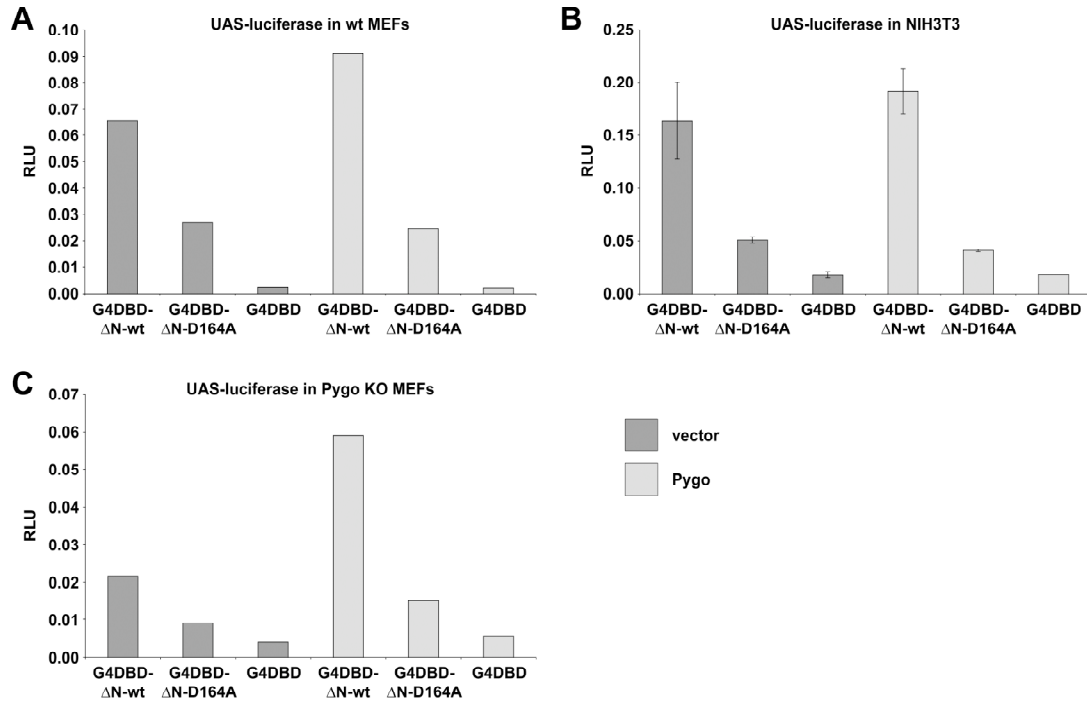 A
UAS-luciferase in wt MEFs
0.10
0.09
0.08
0.07
0.06
0.05
0.04
0.03
0.02
0.01
0.00
RLU
G4DBD- G4DBD- G4DBD G4DBD- G4DBD- G4DBD
ΔN-wt ΔN-D164A ΔN-wt ΔN-D164A
B
UAS-luciferase in NIH3T3
0.25
0.20
0.15
0.10
0.05
0.00
RLU
G4DBD- G4DBD- G4DBD G4DBD- G4DBD- G4DBD
ΔN-wt ΔN-D164A ΔN-wt ΔN-D164A
C
UAS-luciferase in Pygo KO MEFs
0.07
0.06
0.05
0.04
0.03
0.02
0.01
0.00
RLU
G4DBD- G4DBD- G4DBD G4DBD- G4DBD- G4DBD
ΔN-wt ΔN-D164A ΔN-wt ΔN-D164A
vector
Pygo